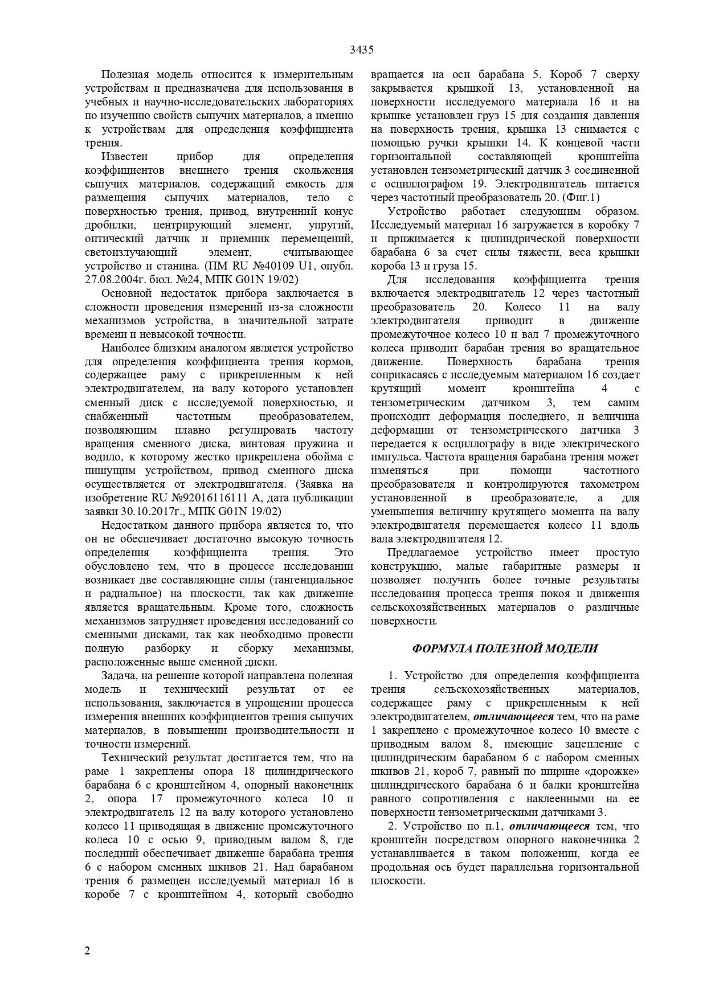 3435
Полезная модель относится к измерительным
устройствам и предназначена для использования в
учебных и научно-исследовательских лабораториях
по изучению свойств сыпучих материалов, а именно
к устройствам для определения коэффициента
трения.
Известен прибор для определения
коэффициентов внешнего трения скольжения
сыпучих материалов, содержащий емкость для
размещения сыпучих материалов, тело с
поверхностью трения, привод, внутренний конус
дробилки, центрирующий элемент, упругий,
оптический датчик и приемник перемещений,
светоизлучающий элемент, считывающее
устройство и станина. (ПМ RU №40109 U1, опубл.
27.08.2004г. бюл. №24, МПК G01N 19/02)
Основной недостаток прибора заключается в
сложности проведения измерений из-за сложности
механизмов устройства, в значительной затрате
времени и невысокой точности.
Наиболее близким аналогом является устройство
для определения коэффициента трения кормов,
содержащее раму с прикрепленным к ней
электродвигателем, на валу которого установлен
сменный диск с исследуемой поверхностью, и
снабженный частотным преобразователем,
позволяющим плавно регулировать частоту
вращения сменного диска, винтовая пружина и
водило, к которому жестко прикреплена обойма с
пишущим устройством, привод сменного диска
осуществляется от электродвигателя. (Заявка на
изобретение RU №92016116111 А, дата публикации
заявки 30.10.2017г., МПК G01N 19/02)
Недостатком данного прибора является то, что
он не обеспечивает достаточно высокую точность
определения коэффициента трения. Это
обусловлено тем, что в процессе исследовании
возникает две составляющие силы (тангенциальное
и радиальное) на плоскости, так как движение
является вращательным. Кроме того, сложность
механизмов затрудняет проведения исследований со
сменными дисками, так как необходимо провести
полную разборку и сборку механизмы,
расположенные выше сменной диски.
Задача, на решение которой направлена полезная
модель и технический результат от ее
использования, заключается в упрощении процесса
измерения внешних коэффициентов трения сыпучих
материалов, в повышении производительности и
точности измерений.
Технический результат достигается тем, что на
раме 1 закреплены опора 18 цилиндрического
барабана 6 с кронштейном 4, опорный наконечник
2, опора 17 промежуточного колеса 10 и
электродвигатель 12 на валу которого установлено
колесо 11 приводящая в движение промежуточного
колеса 10 с осью 9, приводным валом 8, где
последний обеспечивает движение барабана трения
6 с набором сменных шкивов 21. Над барабаном
трения 6 размещен исследуемый материал 16 в
коробе 7 с кронштейном 4, который свободно
вращается на оси барабана 5. Короб 7 сверху
закрывается крышкой 13, установленной на
поверхности исследуемого материала 16 и на
крышке установлен груз 15 для создания давления
на поверхность трения, крышка 13 снимается с
помощью ручки крышки 14. К концевой части
горизонтальной составляющей кронштейна
установлен тензометрический датчик 3 соединенной
с осциллографом 19. Электродвигатель питается
через частотный преобразователь 20. (Фиг.1)
Устройство работает следующим образом.
Исследуемый материал 16 загружается в коробку 7
и прижимается к цилиндрической поверхности
барабана 6 за счет силы тяжести, веса крышки
короба 13 и груза 15.
Для исследования коэффициента трения
включается электродвигатель 12 через частотный
преобразователь 20. Колесо 11 на валу
электродвигателя приводит в движение
промежуточное колесо 10 и вал 7 промежуточного
колеса приводит барабан трения во вращательное
движение. Поверхность барабана трения
соприкасаясь с исследуемым материалом 16 создает
крутящий момент кронштейна 4 с
тензометрическим датчиком 3, тем самим
происходит деформация последнего, и величина
деформации от тензометрического датчика 3
передается к осциллографу в виде электрического
импульса. Частота вращения барабана трения может
изменяться при помощи частотного
преобразователя и контролируются тахометром
установленной в преобразователе, а для
уменьшения величину крутящего момента на валу
электродвигателя перемещается колесо 11 вдоль
вала электродвигателя 12.
Предлагаемое устройство имеет простую
конструкцию, малые габаритные размеры и
позволяет получить более точные результаты
исследования процесса трения покоя и движения
сельскохозяйственных материалов о различные
поверхности.
ФОРМУЛА ПОЛЕЗНОЙ МОДЕЛИ
1. Устройство для определения коэффициента
трения сельскохозяйственных материалов,
содержащее раму с прикрепленным к ней
электродвигателем, отличающееся тем, что на раме
1 закреплено с промежуточное колесо 10 вместе с
приводным валом 8, имеющие зацепление с
цилиндрическим барабаном 6 с набором сменных
шкивов 21, короб 7, равный по ширине «дорожке»
цилиндрического барабана 6 и балки кронштейна
равного сопротивления с наклеенными на ее
поверхности тензометрическими датчиками 3.
2. Устройство по п.1, отличающееся тем, что
кронштейн посредством опорного наконечника 2
устанавливается в таком положении, когда ее
продольная ось будет параллельна горизонтальной
плоскости.
2